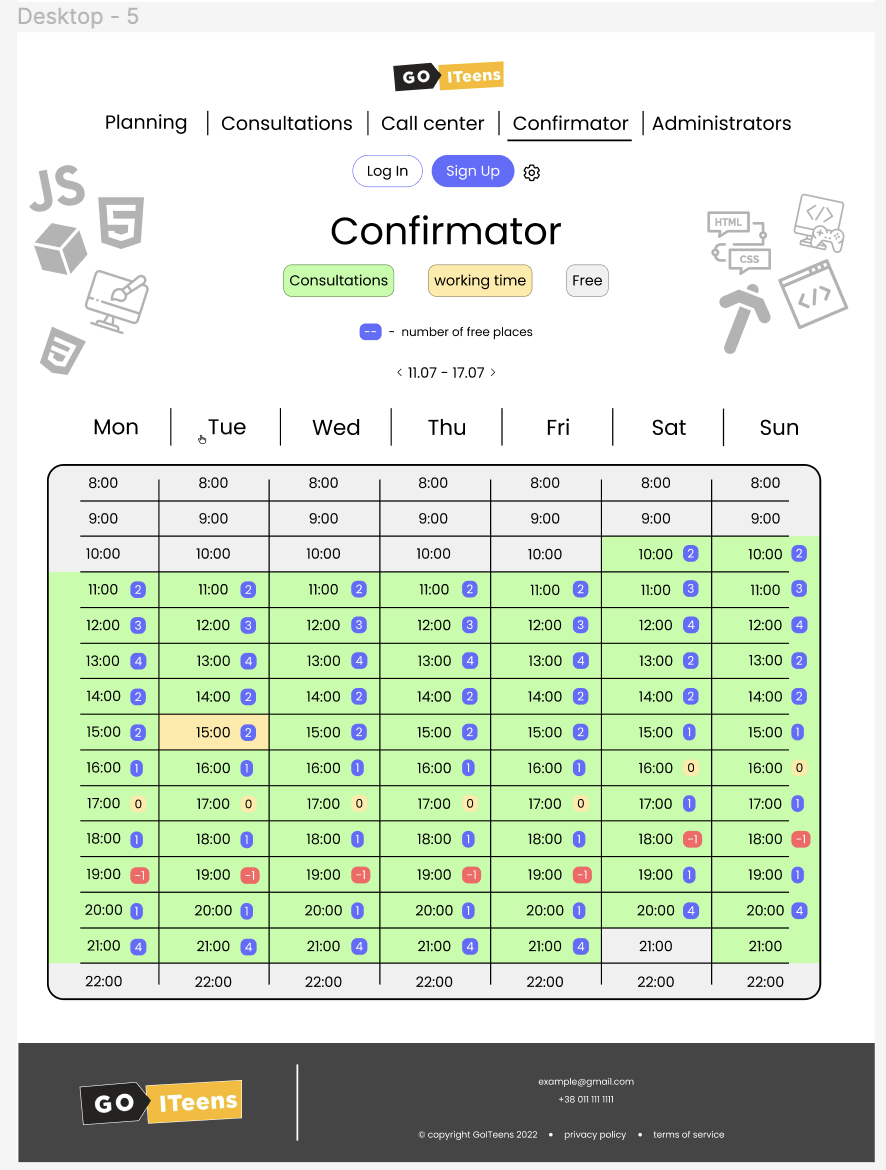 Desktop - 5
GO ITeens
Planning Consultations Call center Confirmator Administrators
Log In Sign Up
JS
5
HTML
</>
CSS
</>
3
Confirmator
Consultations working time Free
-- - number of free places
< 11.07 - 17.07 >
Mon Tue Wed Thu Fri Sat Sun
8:00 8:00 8:00 8:00 8:00 8:00 8:00
9:00 9:00 9:00 9:00 9:00 9:00 9:00
10:00 10:00 10:00 10:00 10:00 10:00 2 10:00 2
11:00 2 11:00 2 11:00 2 11:00 2 11:00 2 11:00 3 11:00 3
12:00 3 12:00 3 12:00 3 12:00 3 12:00 3 12:00 4 12:00 4
13:00 4 13:00 4 13:00 4 13:00 4 13:00 4 13:00 2 13:00 2
14:00 2 14:00 2 14:00 2 14:00 2 14:00 2 14:00 2 14:00 2
15:00 2 15:00 2 15:00 2 15:00 2 15:00 2 15:00 1 15:00 1
16:00 1 16:00 1 16:00 1 16:00 1 16:00 1 16:00 0 16:00 0
17:00 0 17:00 0 17:00 0 17:00 0 17:00 0 17:00 1 17:00 1
18:00 1 18:00 1 18:00 1 18:00 1 18:00 1 18:00 -1 18:00 -1
19:00 -1 19:00 -1 19:00 -1 19:00 -1 19:00 -1 19:00 1 19:00 1
20:00 1 20:00 1 20:00 1 20:00 1 20:00 1 20:00 4 20:00 4
21:00 4 21:00 4 21:00 4 21:00 4 21:00 4 21:00 21:00
22:00 22:00 22:00 22:00 22:00 22:00 22:00
GO ITeens
example@gmail.com
+38 011 111 1111
© copyright GoITeens 2022 • privacy policy • terms of service